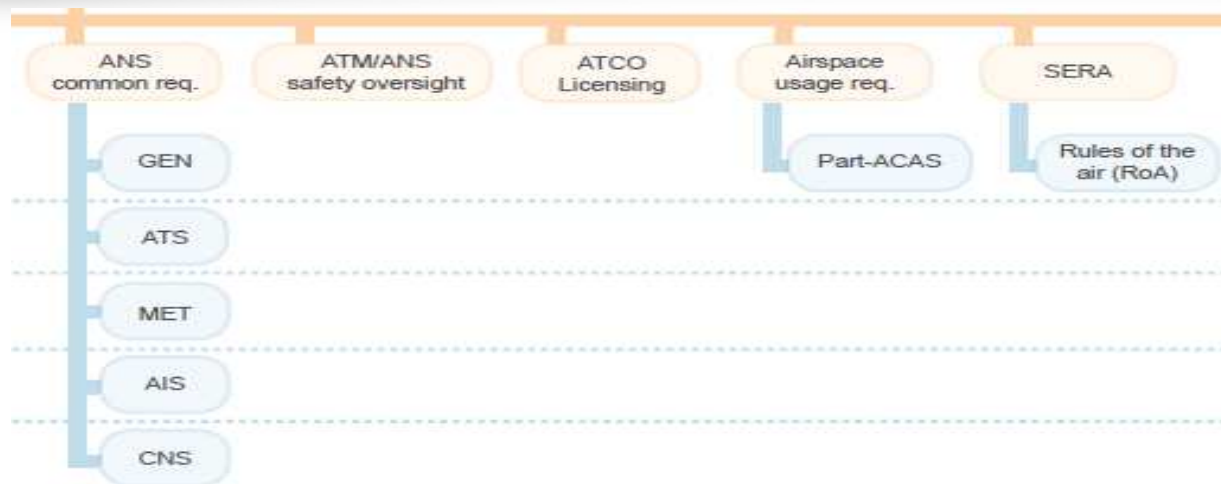 ANS
common req.
ATM/ANS
safety oversight
ATCO
Licensing
Airspace
usage req.
SERA
GEN
Part-ACAS
Rules of the
air (RoA)
ATS
MET
AIS
CNS